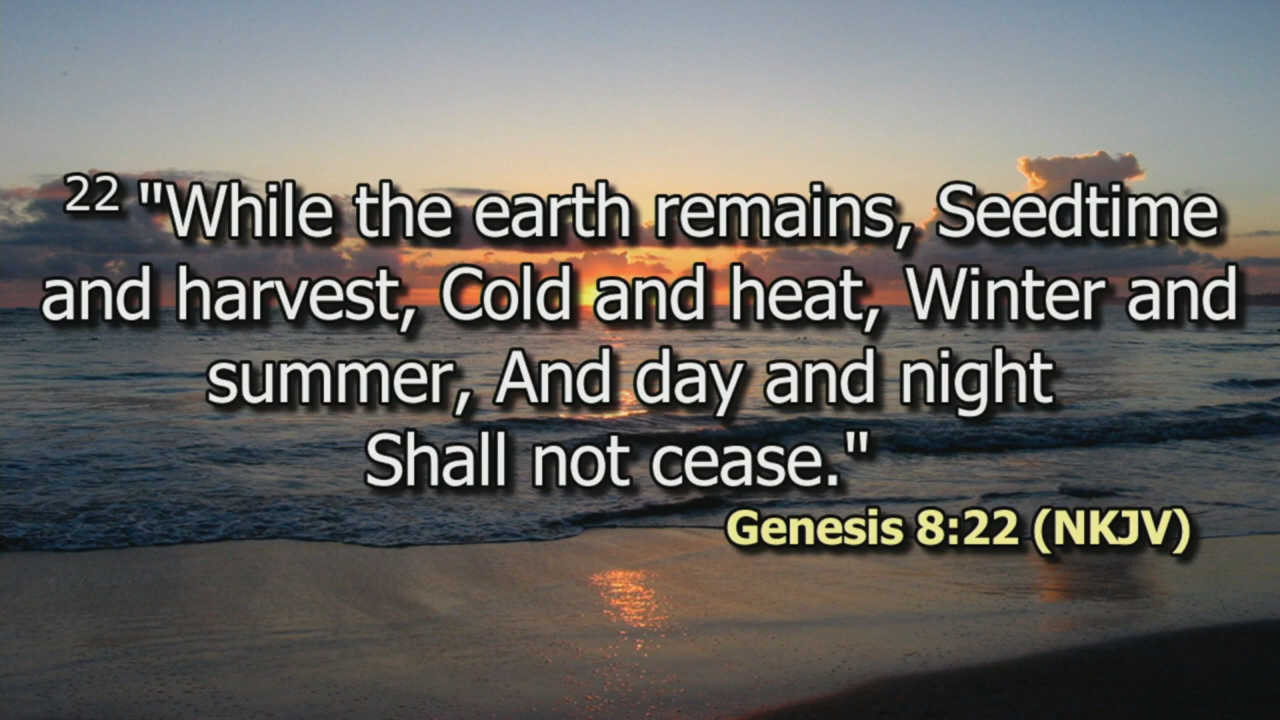 22 "While the earth remains, Seedtime
and harvest, Cold and heat, Winter and
summer, And day and night
Shall not cease."
Genesis 8:22 (NKJV)